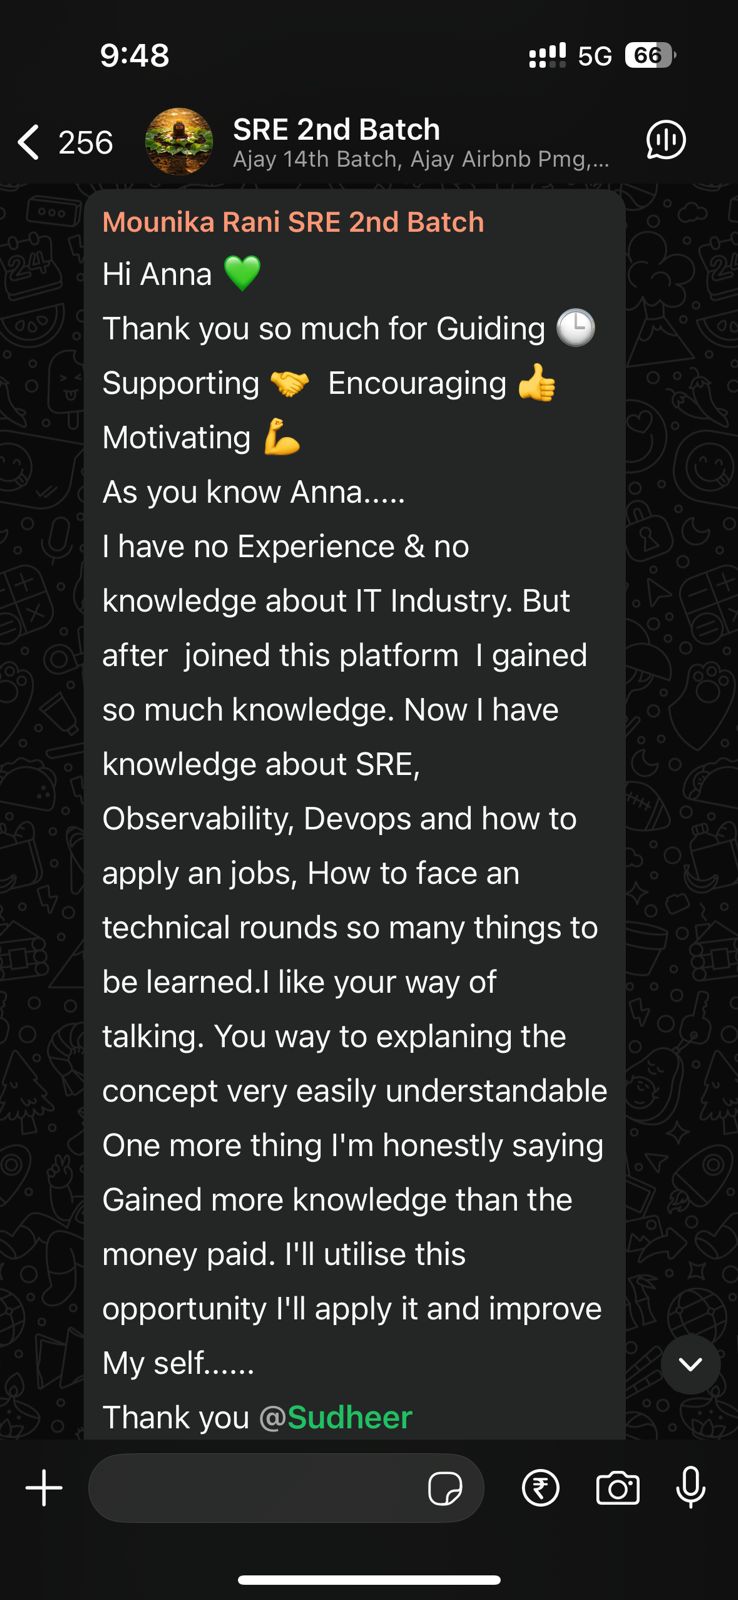 9:48
5G
66
256
SRE 2nd Batch
Ajay 14th Batch, Ajay Airbnb Pmg,...
Mounika Rani SRE 2nd Batch
Hi Anna 💚
Thank you so much for Guiding 🕒
Supporting 🤝 Encouraging 👍
Motivating 💪
As you know Anna.....
I have no Experience & no
knowledge about IT Industry. But
after  joined this platform  I gained
so much knowledge. Now I have
knowledge about SRE,
Observability, Devops and how to
apply an jobs, How to face an
technical rounds so many things to
be learned.I like your way of
talking. You way to explaning the
concept very easily understandable
One more thing I'm honestly saying
Gained more knowledge than the
money paid. I'll utilise this
opportunity I'll apply it and improve
My self......
Thank you @Sudheer